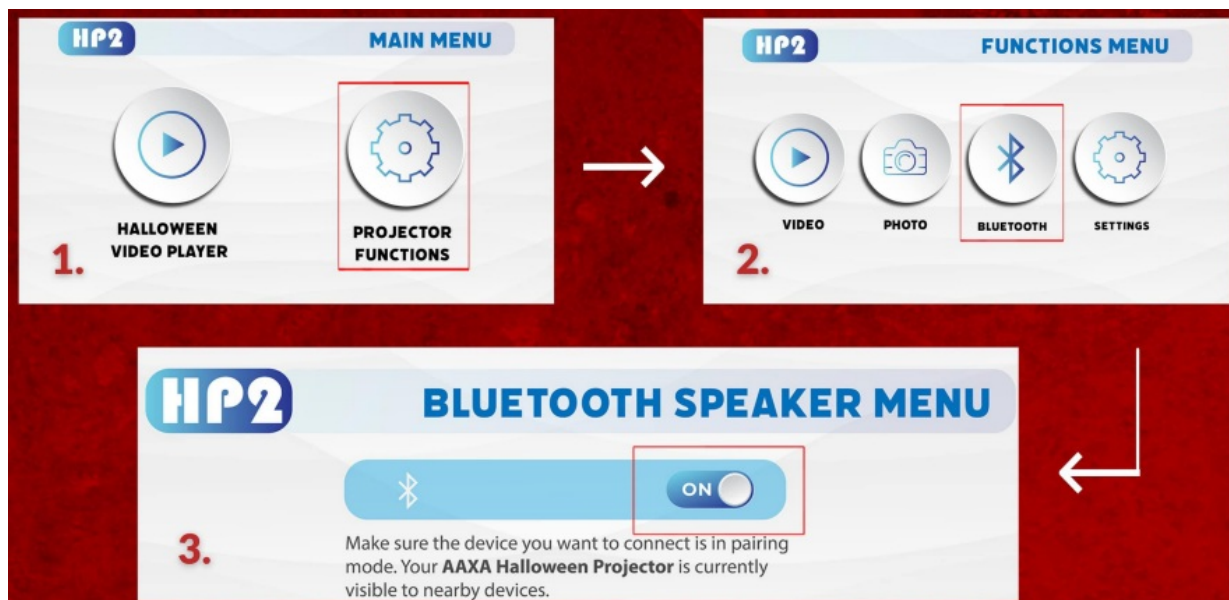 HP2
MAIN MENU
HALLOWEEN
VIDEO PLAYER
PROJECTOR
FUNCTIONS
1.
HP2
FUNCTIONS MENU
VIDEO
PHOTO
BLUETOOTH
SETTINGS
2.
HP2
BLUETOOTH SPEAKER MENU
ON
3.
Make sure the device you want to connect is in pairing
mode. Your AAXA Halloween Projector is currently
visible to nearby devices.